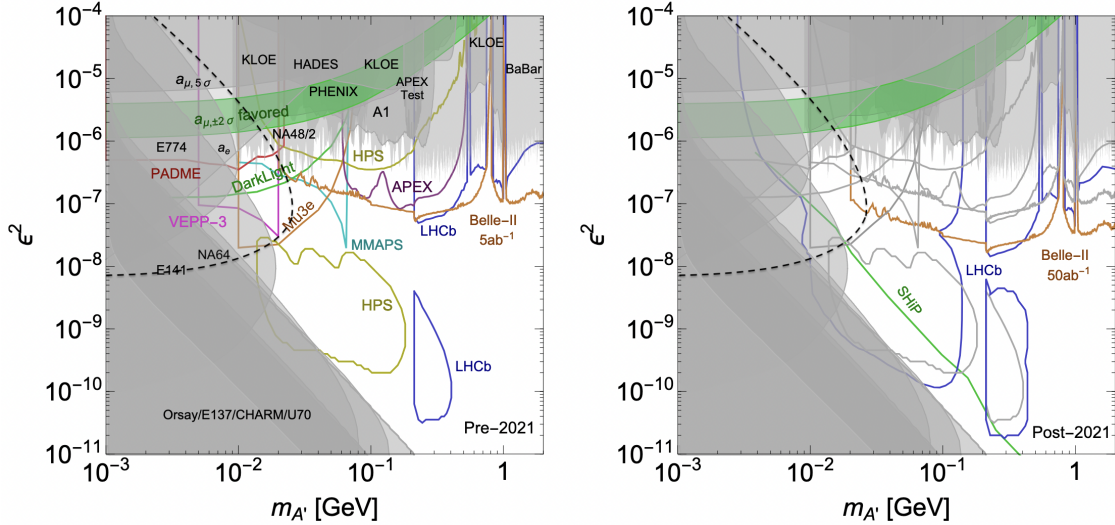 10⁻⁴
10⁻⁵
10⁻⁶
10⁻⁷
10⁻⁸
10⁻⁹
10⁻¹⁰
10⁻¹¹
ϵ²
KLOE
HADES
KLOE
KLOE
BaBar
aμ,5σ
PHENIX
APEX
Test
A1
aμ,±2σ favored
NA48/2
E774
ae
HPS
PADME
DarkLight
APEX
VEPP−3
Mu3e
LHCb
Belle−II
5ab⁻¹
MMAPS
NA64
E141
HPS
LHCb
Orsay/E137/CHARM/U70
Pre−2021
10⁻³
10⁻²
10⁻¹
1
mA' [GeV]
10⁻⁴
10⁻⁵
10⁻⁶
10⁻⁷
10⁻⁸
10⁻⁹
10⁻¹⁰
10⁻¹¹
ϵ²
Belle−II
50ab⁻¹
LHCb
SHiP
Post−2021
10⁻³
10⁻²
10⁻¹
1
mA' [GeV]